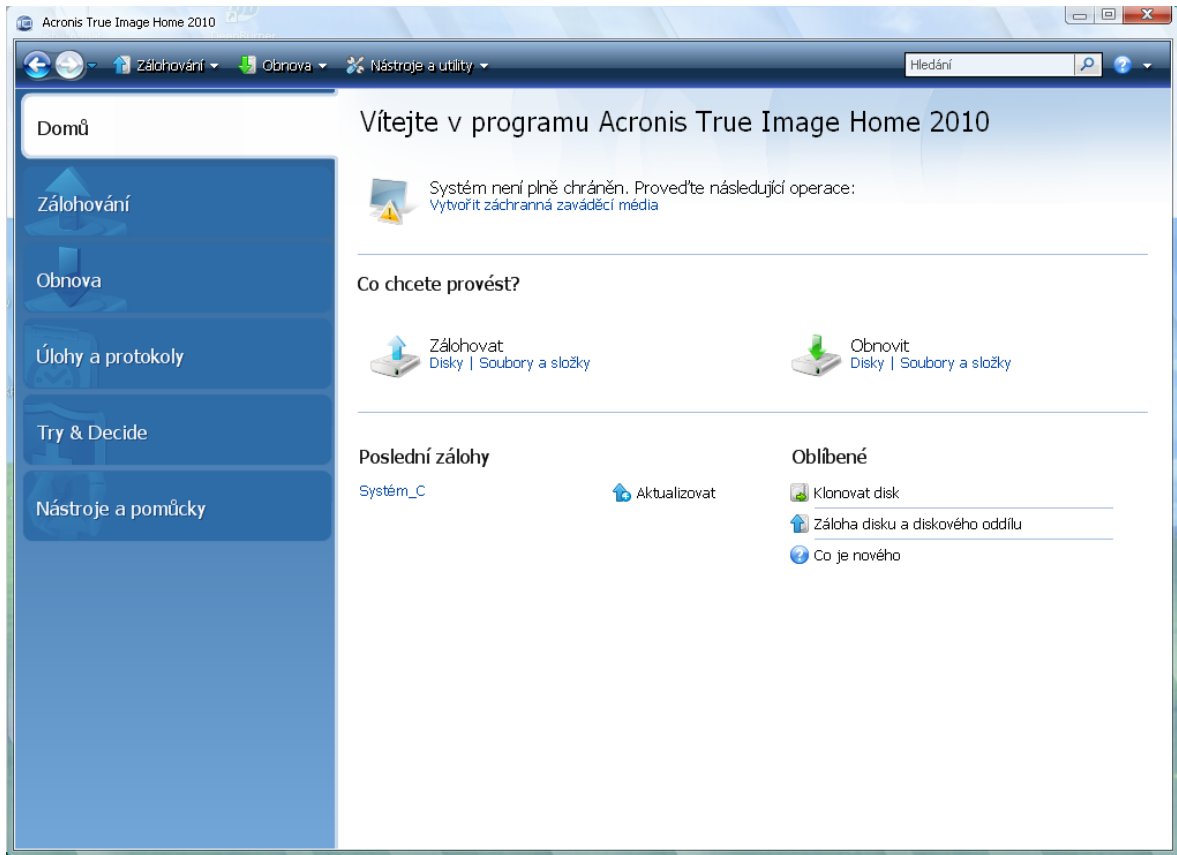 Acronis True Image Home 2010
Zálohování
Obnova
Nástroje a utility
Hledání
Domů
Zálohování
Obnova
Úlohy a protokoly
Try & Decide
Nástroje a pomůcky
Vítejte v programu Acronis True Image Home 2010
Systém není plně chráněn. Proveďte následující operace:
Vytvořit záchranná zaváděcí média
Co chcete provést?
Zálohovat
Disky | Soubory a složky
Obnovit
Disky | Soubory a složky
Poslední zálohy
Systém_C
Aktualizovat
Oblíbené
Klonovat disk
Záloha disku a diskového oddílu
Co je nového